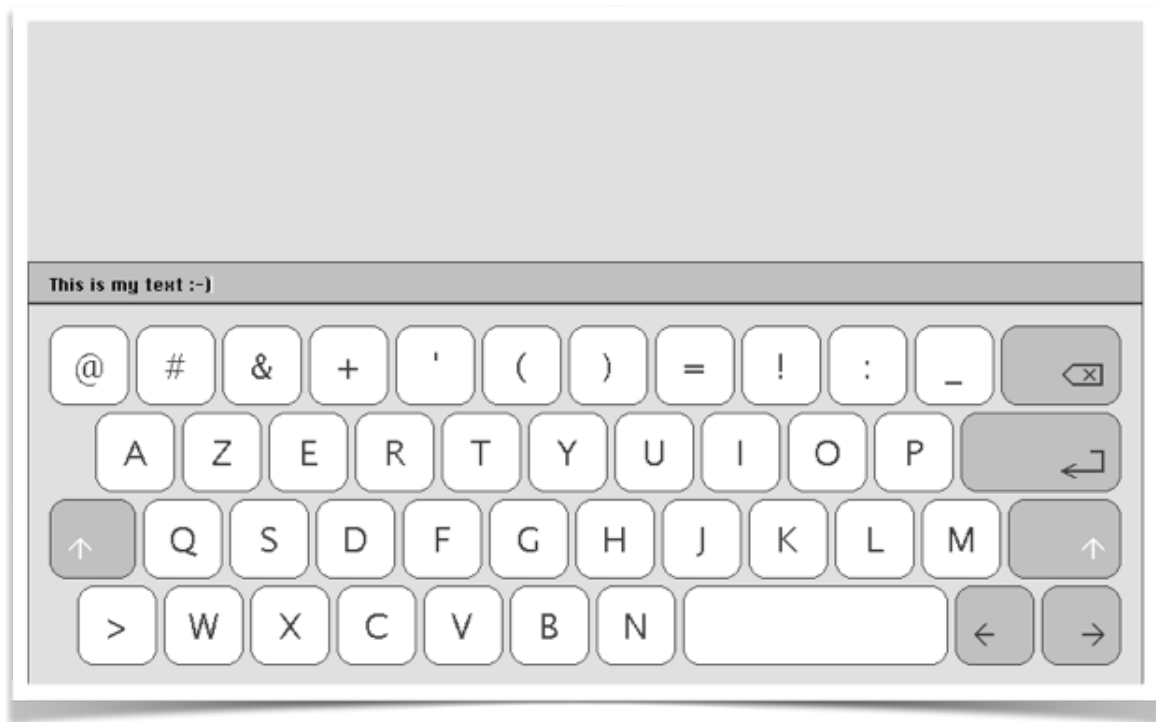 This is my text :-)
@ # & + ' ( ) = ! : _
A Z E R T Y U I O P
↑ Q S D F G H J K L M ↑
> W X C V B N ← →